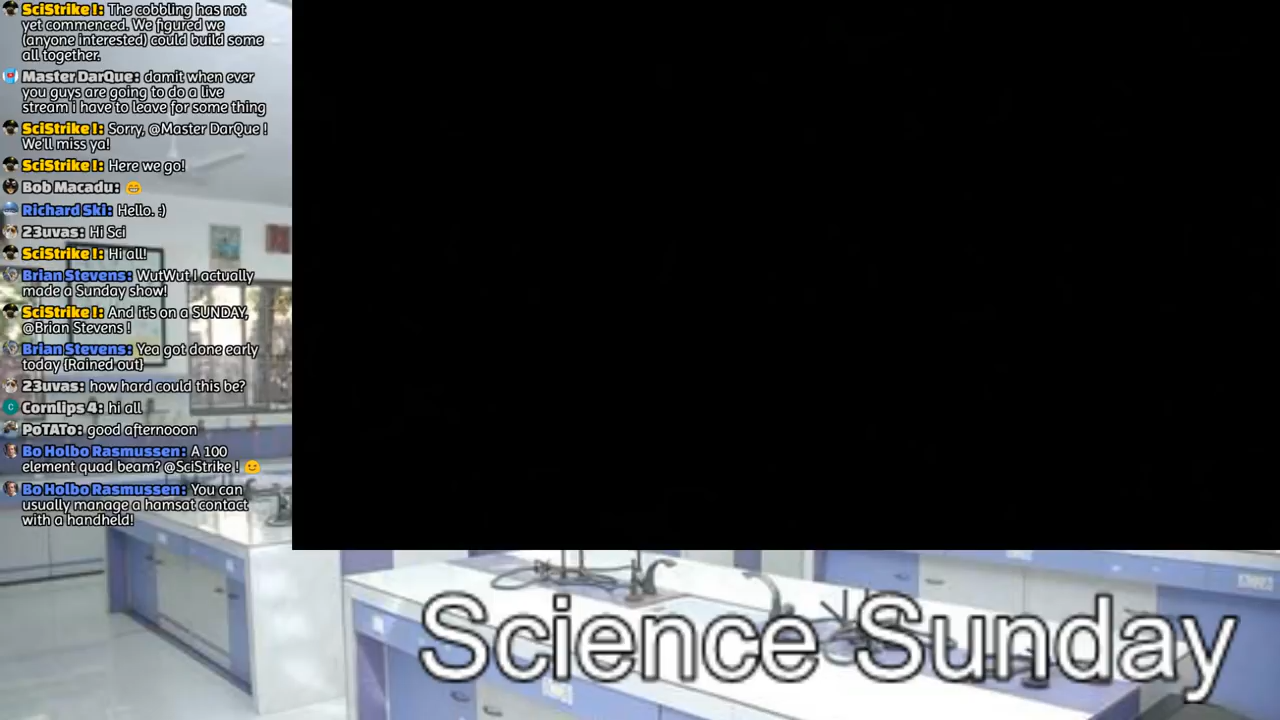 SciStrike !: The cobbling has not
yet commenced. We figured we
(anyone interested) could build some
all together.
Master DarQue: damit when ever
you guys are going to do a live
stream i have to leave for some thing
SciStrike !: Sorry, @Master DarQue !
We'll miss ya!
SciStrike !: Here we go!
Bob Macadu: 😁
Richard Ski: Hello. :)
23uvas: Hi Sci
SciStrike !: Hi all!
Brian Stevens: WutWut I actually
made a Sunday show!
SciStrike !: And it's on a SUNDAY,
@Brian Stevens !
Brian Stevens: Yea got done early
today {Rained out}
23uvas: how hard could this be?
C
Cornlips 4: hi all
PoTATo: good afternooon
Bo Holbo Rasmussen: A 100
element quad beam? @SciStrike ! 😉
Bo Holbo Rasmussen: You can
usually manage a hamsat contact
with a handheld!
Science Sunday